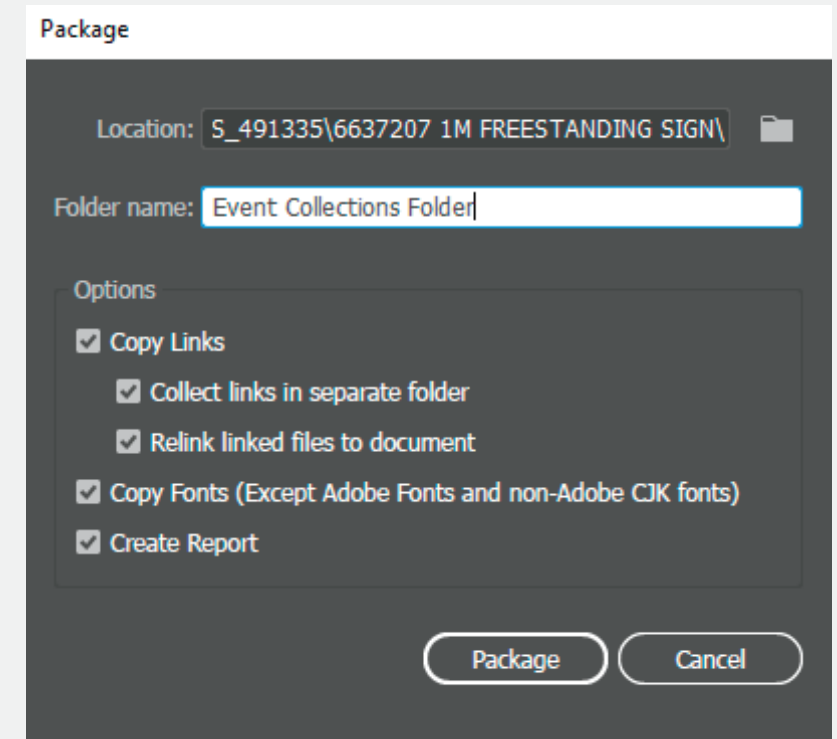 Package
Location: S_491335\6637207 1M FREESTANDING SIGN\
Folder name: Event Collections Folder
Options
Copy Links
Collect links in separate folder
Relink linked files to document
Copy Fonts (Except Adobe Fonts and non-Adobe CJK fonts)
Create Report
Package Cancel